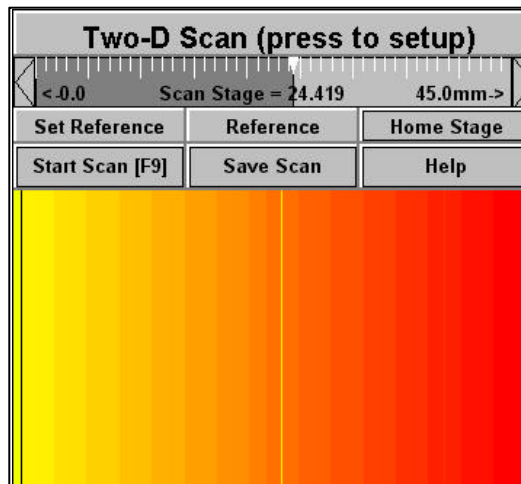 Two-D Scan (press to setup)
<-0.0 Scan Stage = 24.419 45.0mm->
Set Reference Reference Home Stage
Start Scan [F9] Save Scan Help